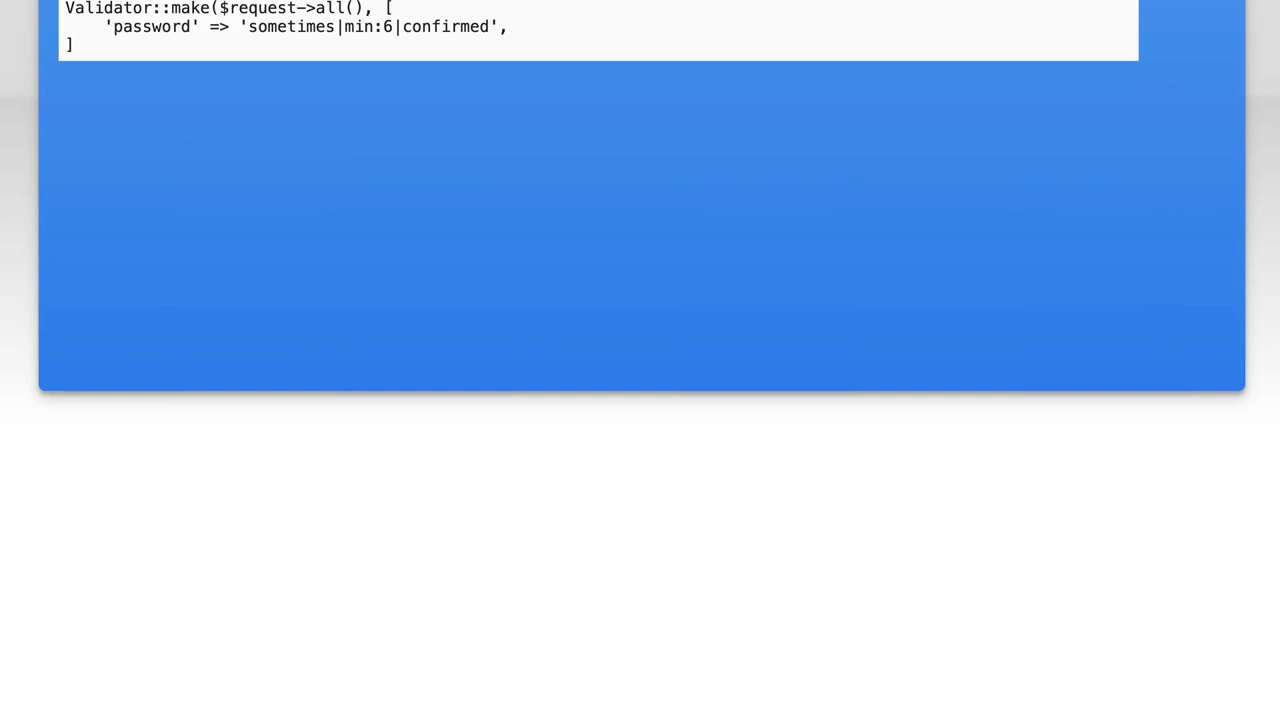 Validator::make($request->all(), [
    'password' => 'sometimes|min:6|confirmed',
]